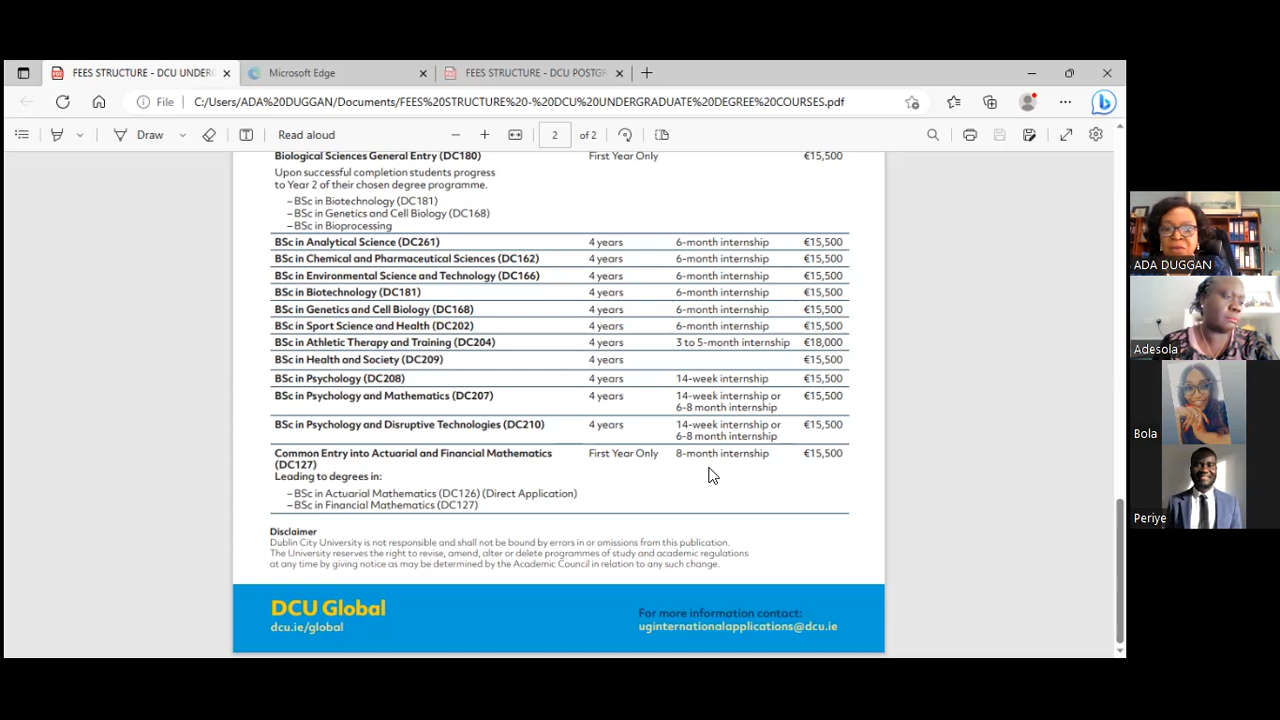 FEES STRUCTURE - DCU UNDERG
Microsoft Edge
FEES STRUCTURE - DCU POSTGR
File
C:/Users/ADA%20DUGGAN/Documents/FEES%20STRUCTURE%20-%20DCU%20UNDERGRADUATE%20DEGREE%20COURSES.pdf
Draw
Read aloud
2
of 2
Biological Sciences General Entry (DC180) First Year Only €15,500
Upon successful completion students progress
to Year 2 of their chosen degree programme.
– BSc in Biotechnology (DC181)
– BSc in Genetics and Cell Biology (DC168)
– BSc in Bioprocessing
BSc in Analytical Science (DC261) 4 years 6-month internship €15,500
BSc in Chemical and Pharmaceutical Sciences (DC162) 4 years 6-month internship €15,500
BSc in Environmental Science and Technology (DC166) 4 years 6-month internship €15,500
BSc in Biotechnology (DC181) 4 years 6-month internship €15,500
BSc in Genetics and Cell Biology (DC168) 4 years 6-month internship €15,500
BSc in Sport Science and Health (DC202) 4 years 6-month internship €15,500
BSc in Athletic Therapy and Training (DC204) 4 years 3 to 5-month internship €18,000
BSc in Health and Society (DC209) 4 years €15,500
BSc in Psychology (DC208) 4 years 14-week internship €15,500
BSc in Psychology and Mathematics (DC207) 4 years 14-week internship or €15,500
6-8 month internship
BSc in Psychology and Disruptive Technologies (DC210) 4 years 14-week internship or €15,500
6-8 month internship
Common Entry into Actuarial and Financial Mathematics First Year Only 8-month internship €15,500
(DC127)
Leading to degrees in:
– BSc in Actuarial Mathematics (DC126) (Direct Application)
– BSc in Financial Mathematics (DC127)
Disclaimer
Dublin City University is not responsible and shall not be bound by errors in or omissions from this publication.
The University reserves the right to revise, amend, alter or delete programmes of study and academic regulations
at any time by giving notice as may be determined by the Academic Council in relation to any such change.
DCU Global
dcu.ie/global
For more information contact:
uginternationalapplications@dcu.ie
ADA DUGGAN
Adesola
Bola
Periye